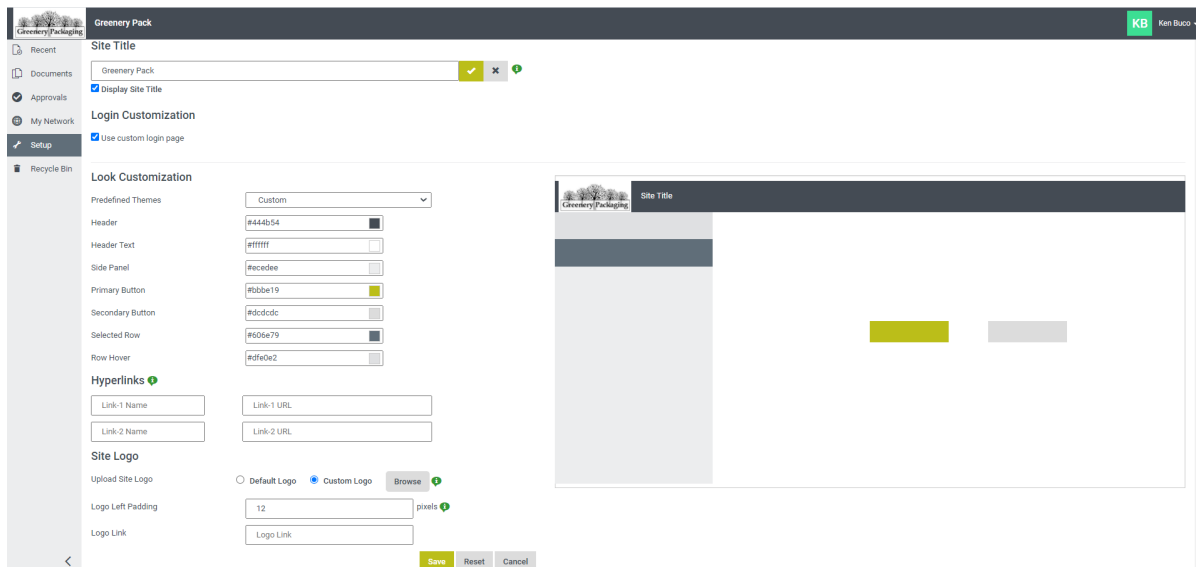 Greenery Packaging
Greenery Pack
KB
Ken Buco
Recent
Documents
Approvals
My Network
Setup
Recycle Bin
Site Title
Greenery Pack
Display Site Title
Login Customization
Use custom login page
Look Customization
Predefined Themes
Custom
Header
#444b54
Header Text
#ffffff
Side Panel
#ecedee
Primary Button
#bbbe19
Secondary Button
#dcdcdc
Selected Row
#606e79
Row Hover
#dfe0e2
Hyperlinks
Link-1 Name
Link-1 URL
Link-2 Name
Link-2 URL
Site Logo
Upload Site Logo
Default Logo
Custom Logo
Browse
Logo Left Padding
12
pixels
Logo Link
Logo Link
Save
Reset
Cancel
Greenery Packaging
Site Title